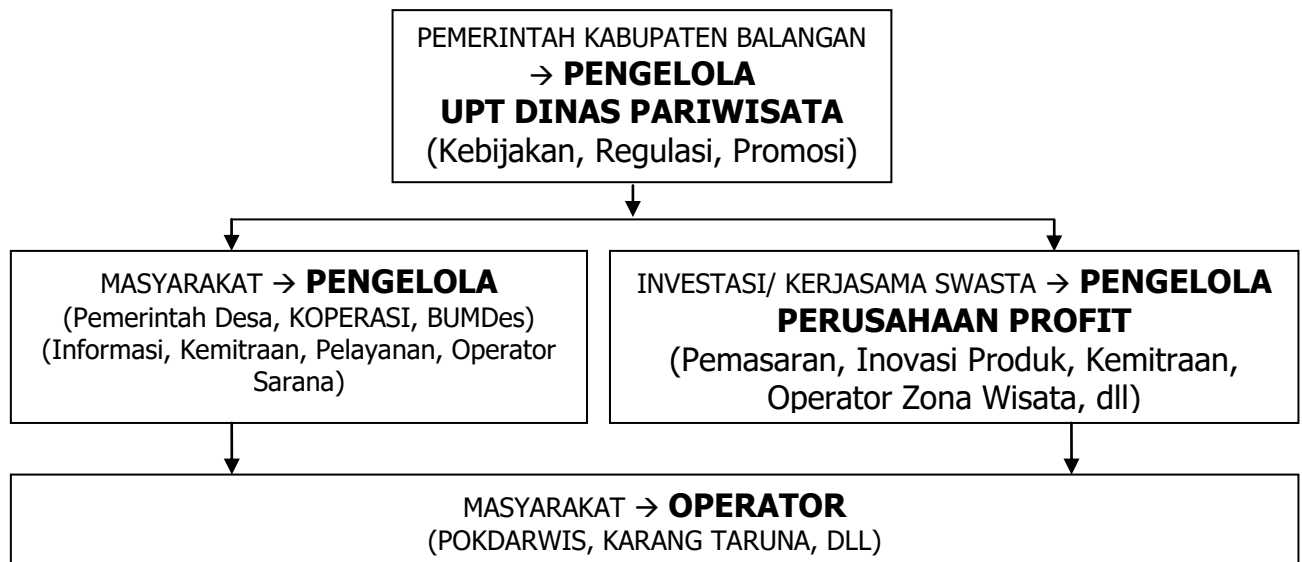 PEMERINTAH KABUPATEN BALANGAN
→ PENGELOLA
UPT DINAS PARIWISATA
(Kebijakan, Regulasi, Promosi)
MASYARAKAT → PENGELOLA
(Pemerintah Desa, KOPERASI, BUMDes)
(Informasi, Kemitraan, Pelayanan, Operator
Sarana)
INVESTASI/ KERJASAMA SWASTA → PENGELOLA
PERUSAHAAN PROFIT
(Pemasaran, Inovasi Produk, Kemitraan,
Operator Zona Wisata, dll)
MASYARAKAT → OPERATOR
(POKDARWIS, KARANG TARUNA, DLL)